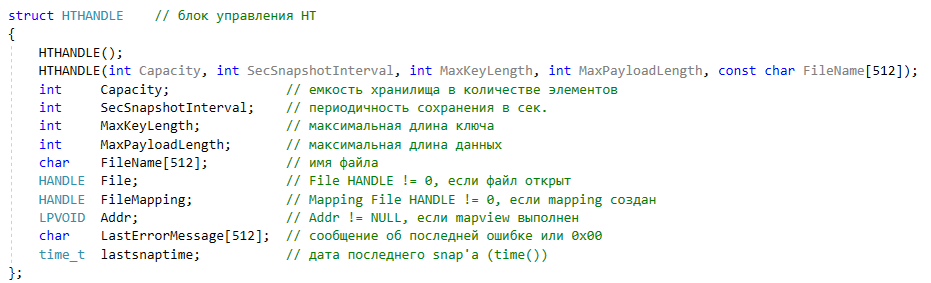 struct HTHANDLE    // блок управления HT
{
    HTHANDLE();
    HTHANDLE(int Capacity, int SecSnapshotInterval, int MaxKeyLength, int MaxPayloadLength, const char FileName[512]);
    int     Capacity;               // емкость хранилища в количестве элементов
    int     SecSnapshotInterval;    // периодичность сохранения в сек.
    int     MaxKeyLength;           // максимальная длина ключа
    int     MaxPayloadLength;       // максимальная длина данных
    char    FileName[512];          // имя файла
    HANDLE  File;                   // File HANDLE != 0, если файл открыт
    HANDLE  FileMapping;            // Mapping File HANDLE != 0, если mapping создан
    LPVOID  Addr;                   // Addr != NULL, если mapview выполнен
    char    LastErrorMessage[512];  // сообщение об последней ошибке или 0x00
    time_t  lastsnaptime;           // дата последнего snap'a (time())
};